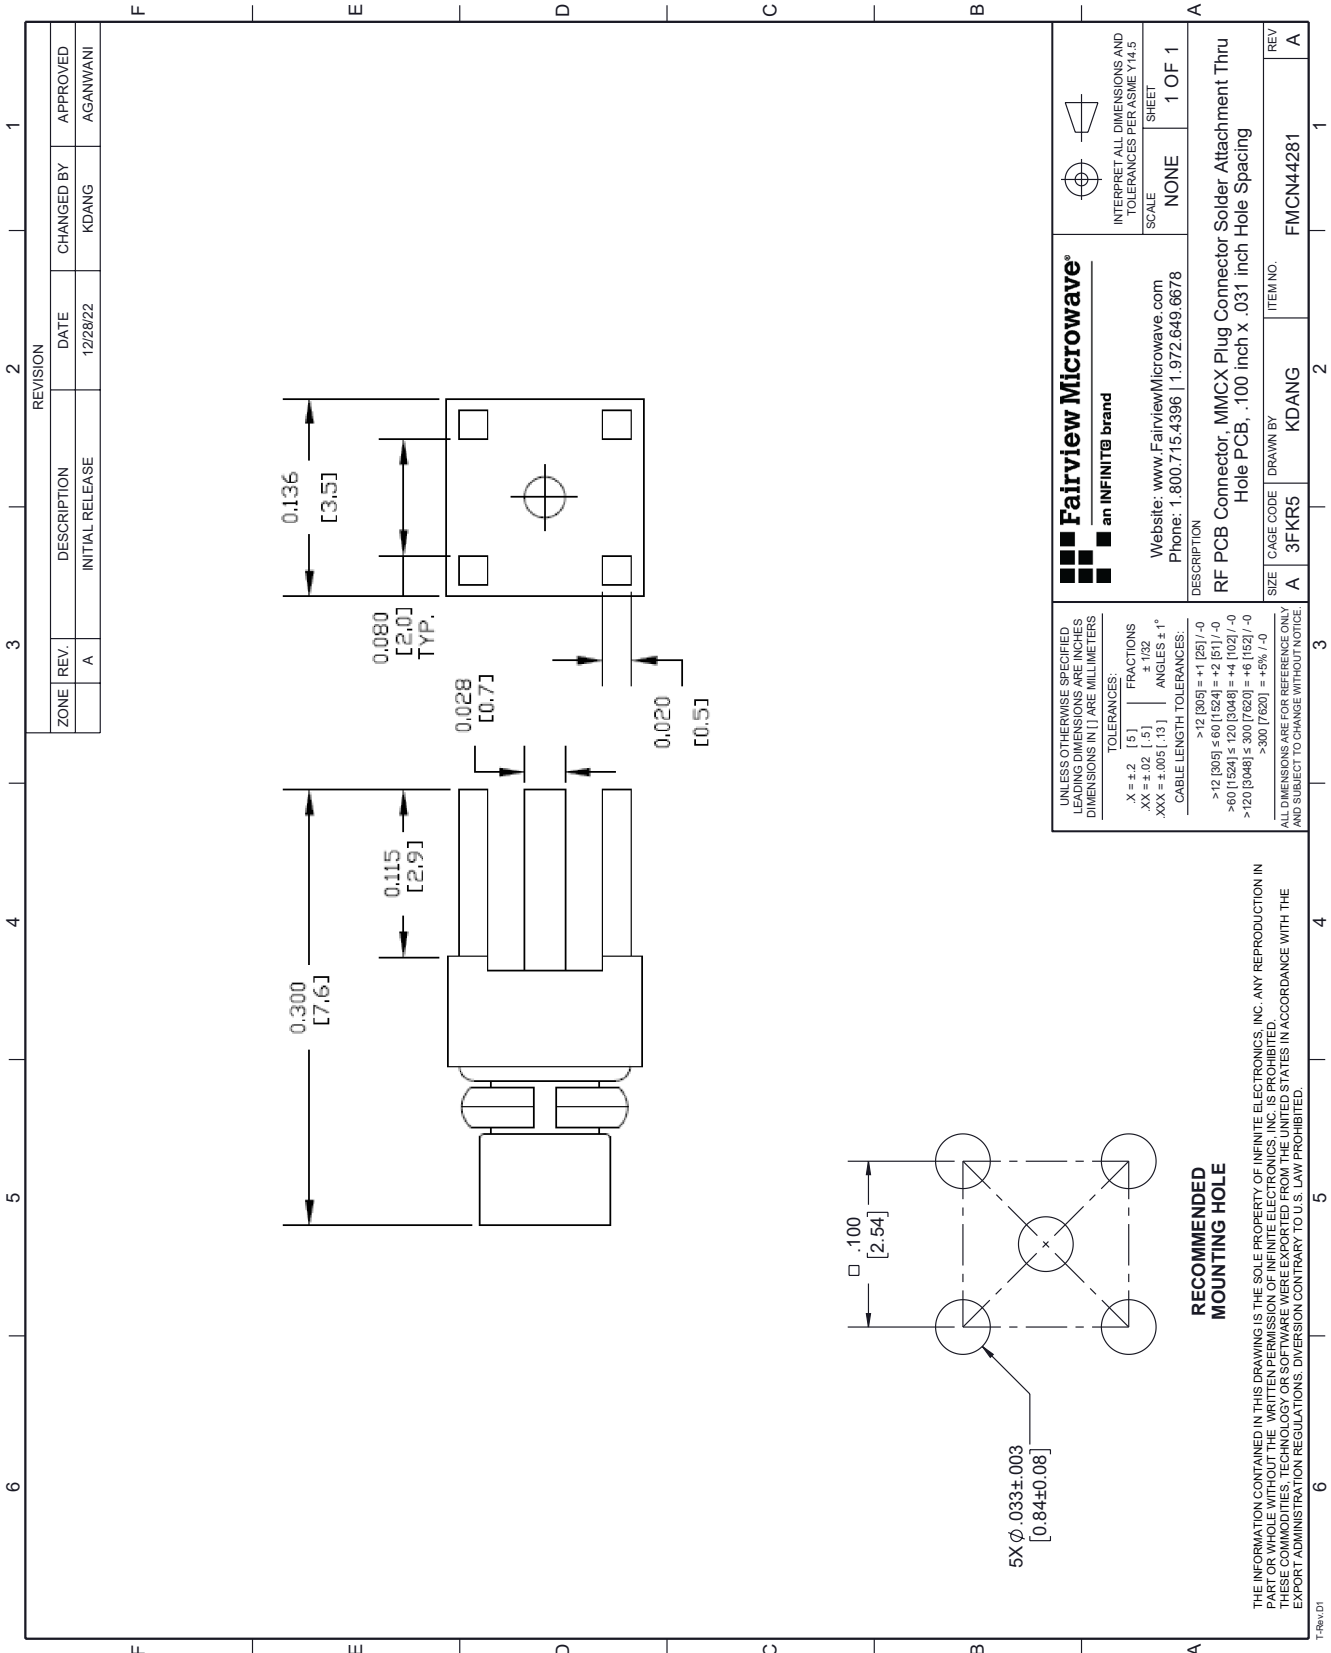 6 5 4 3 2 1
F
E
D
C
B
A
REVISION
ZONE REV. DESCRIPTION DATE CHANGED BY APPROVED
A INITIAL RELEASE 12/28/22 KDANG AGANWANI
0.300
[7.6]
0.115
[2.9]
0.028
[0.7]
0.136
[3.5]
0.080
[2.0]
TYP.
0.020
[0.5]
□ .100
[2.54]
5X ⌀ .033±.003
[0.84±0.08]
RECOMMENDED
MOUNTING HOLE
THE INFORMATION CONTAINED IN THIS DRAWING IS THE SOLE PROPERTY OF INFINITE ELECTRONICS, INC. ANY REPRODUCTION IN
PART OR WHOLE WITHOUT THE WRITTEN PERMISSION OF INFINITE ELECTRONICS, INC. IS PROHIBITED.
THESE COMMODITIES, TECHNOLOGY OR SOFTWARE WERE EXPORTED FROM THE UNITED STATES IN ACCORDANCE WITH THE
EXPORT ADMINISTRATION REGULATIONS. DIVERSION CONTRARY TO U.S. LAW PROHIBITED.
UNLESS OTHERWISE SPECIFIED
LEADING DIMENSIONS ARE INCHES
DIMENSIONS IN [ ] ARE MILLIMETERS
TOLERANCES:
.X = ±.2 [ 5 ] FRACTIONS
.XX = ±.02 [ .5 ] ± 1/32
.XXX = ±.005 [ .13 ] ANGLES ± 1°
CABLE LENGTH TOLERANCES:
>12 [305] = +1 [25] / -0
>12 [305] ≤ 60 [1524] = +2 [51] / -0
>60 [1524] ≤ 120 [3048] = +4 [102] / -0
>120 [3048] ≤ 300 [7620] = +6 [152] / -0
>300 [7620] = +5% / -0
ALL DIMENSIONS ARE FOR REFERENCE ONLY
AND SUBJECT TO CHANGE WITHOUT NOTICE.
Fairview Microwave®
an INFINITE brand
Website: www.FairviewMicrowave.com
Phone: 1.800.715.4396 | 1.972.649.6678
INTERPRET ALL DIMENSIONS AND
TOLERANCES PER ASME Y14.5
SCALE NONE
SHEET 1 OF 1
DESCRIPTION
RF PCB Connector, MMCX Plug Connector Solder Attachment Thru
Hole PCB, .100 inch x .031 inch Hole Spacing
SIZE A
CAGE CODE 3FKR5
DRAWN BY KDANG
ITEM NO. FMCN44281
REV A
F
E
D
C
B
A
T-Rev.D1
6 5 4 3 2 1